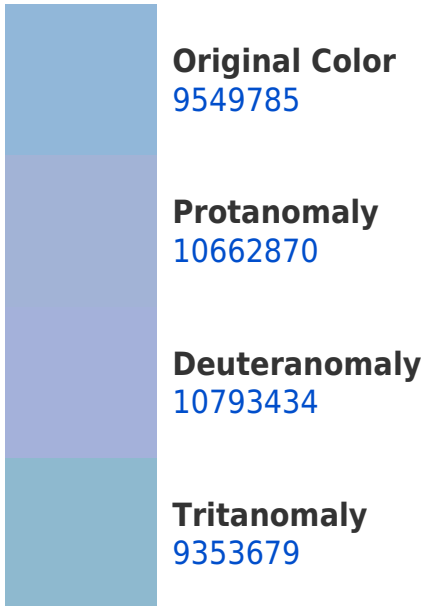 Original Color
9549785
Protanomaly
10662870
Deuteranomaly
10793434
Tritanomaly
9353679